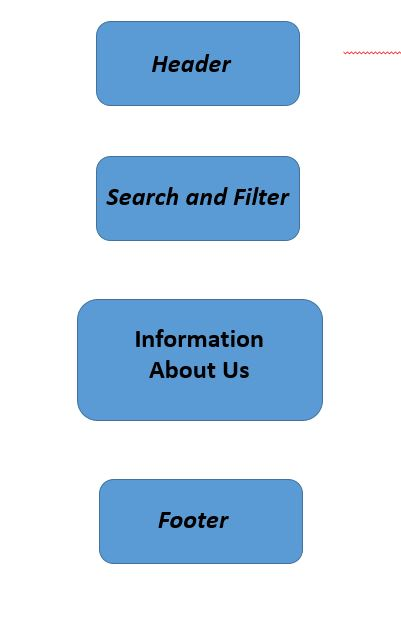 Header
Search and Filter
Information
About Us
Footer